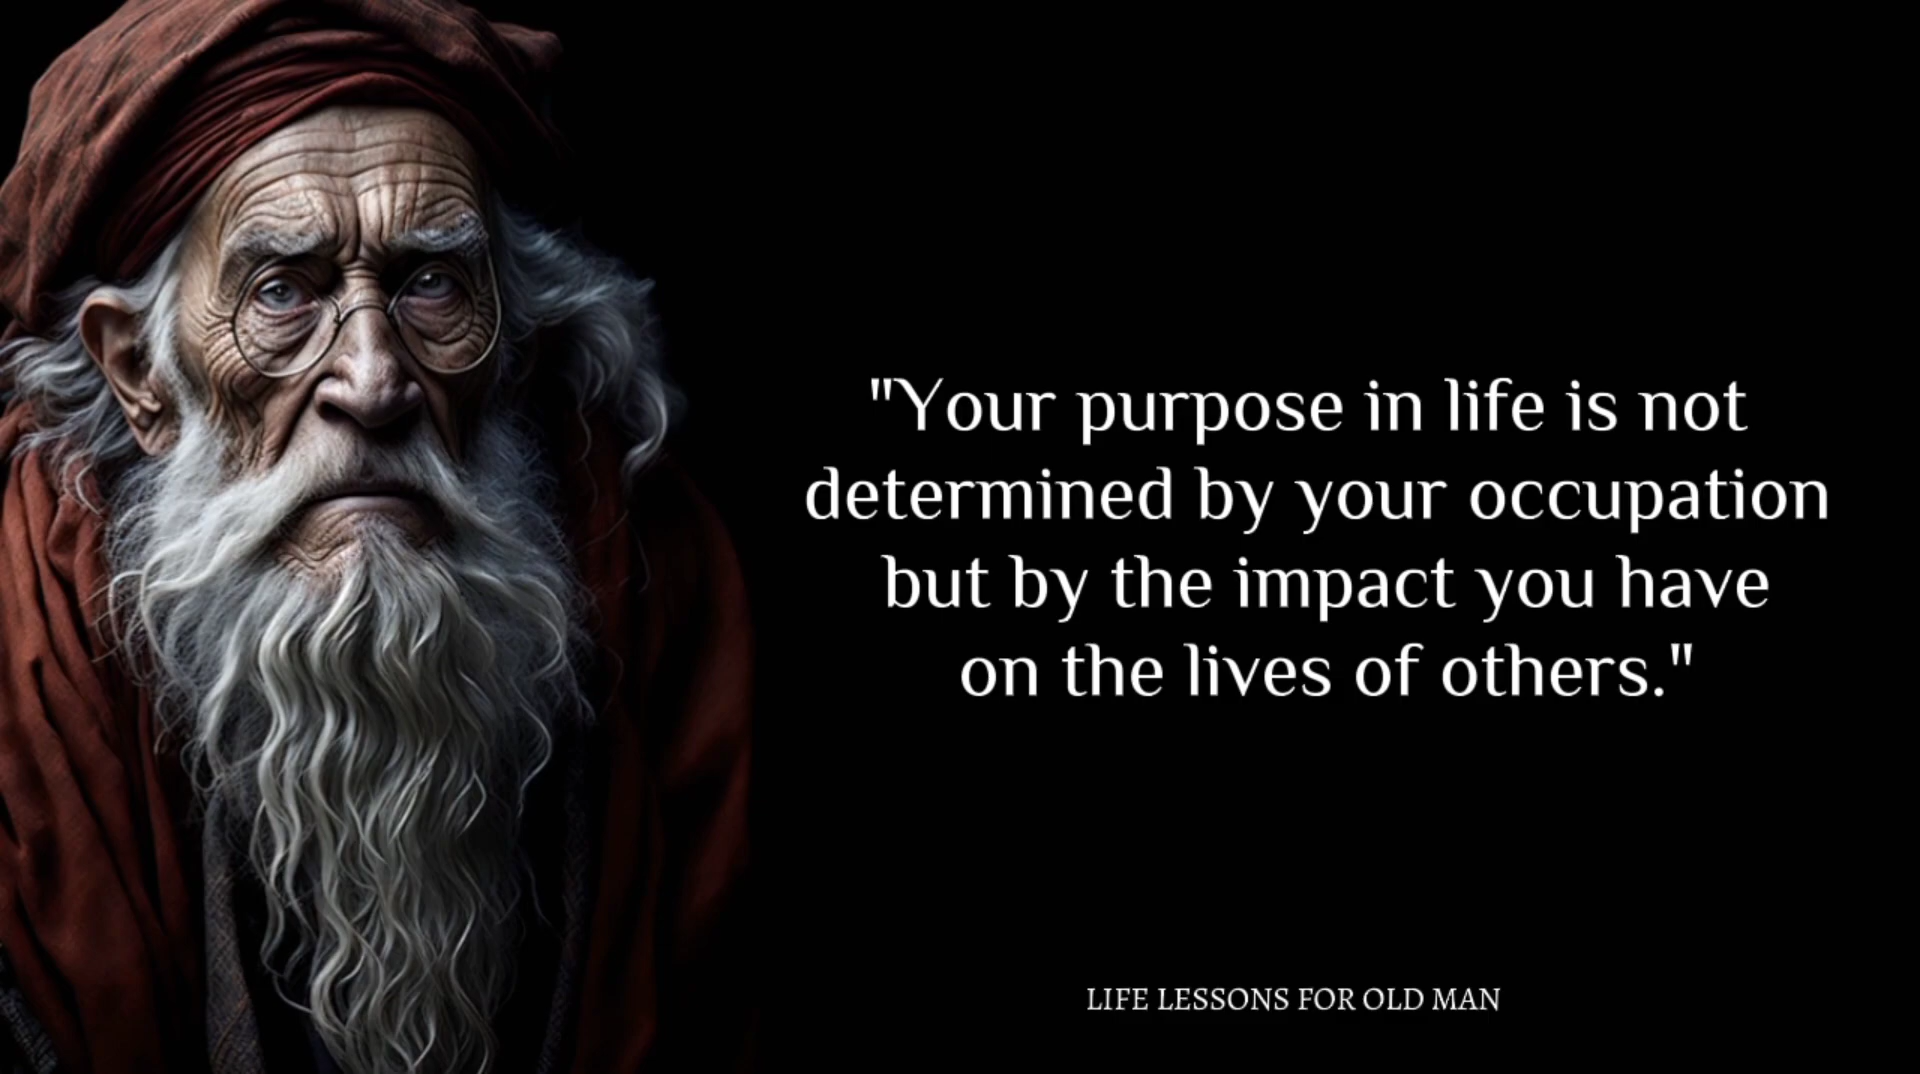 "Your purpose in life is not
determined by your occupation
but by the impact you have
on the lives of others."
LIFE LESSONS FOR OLD MAN